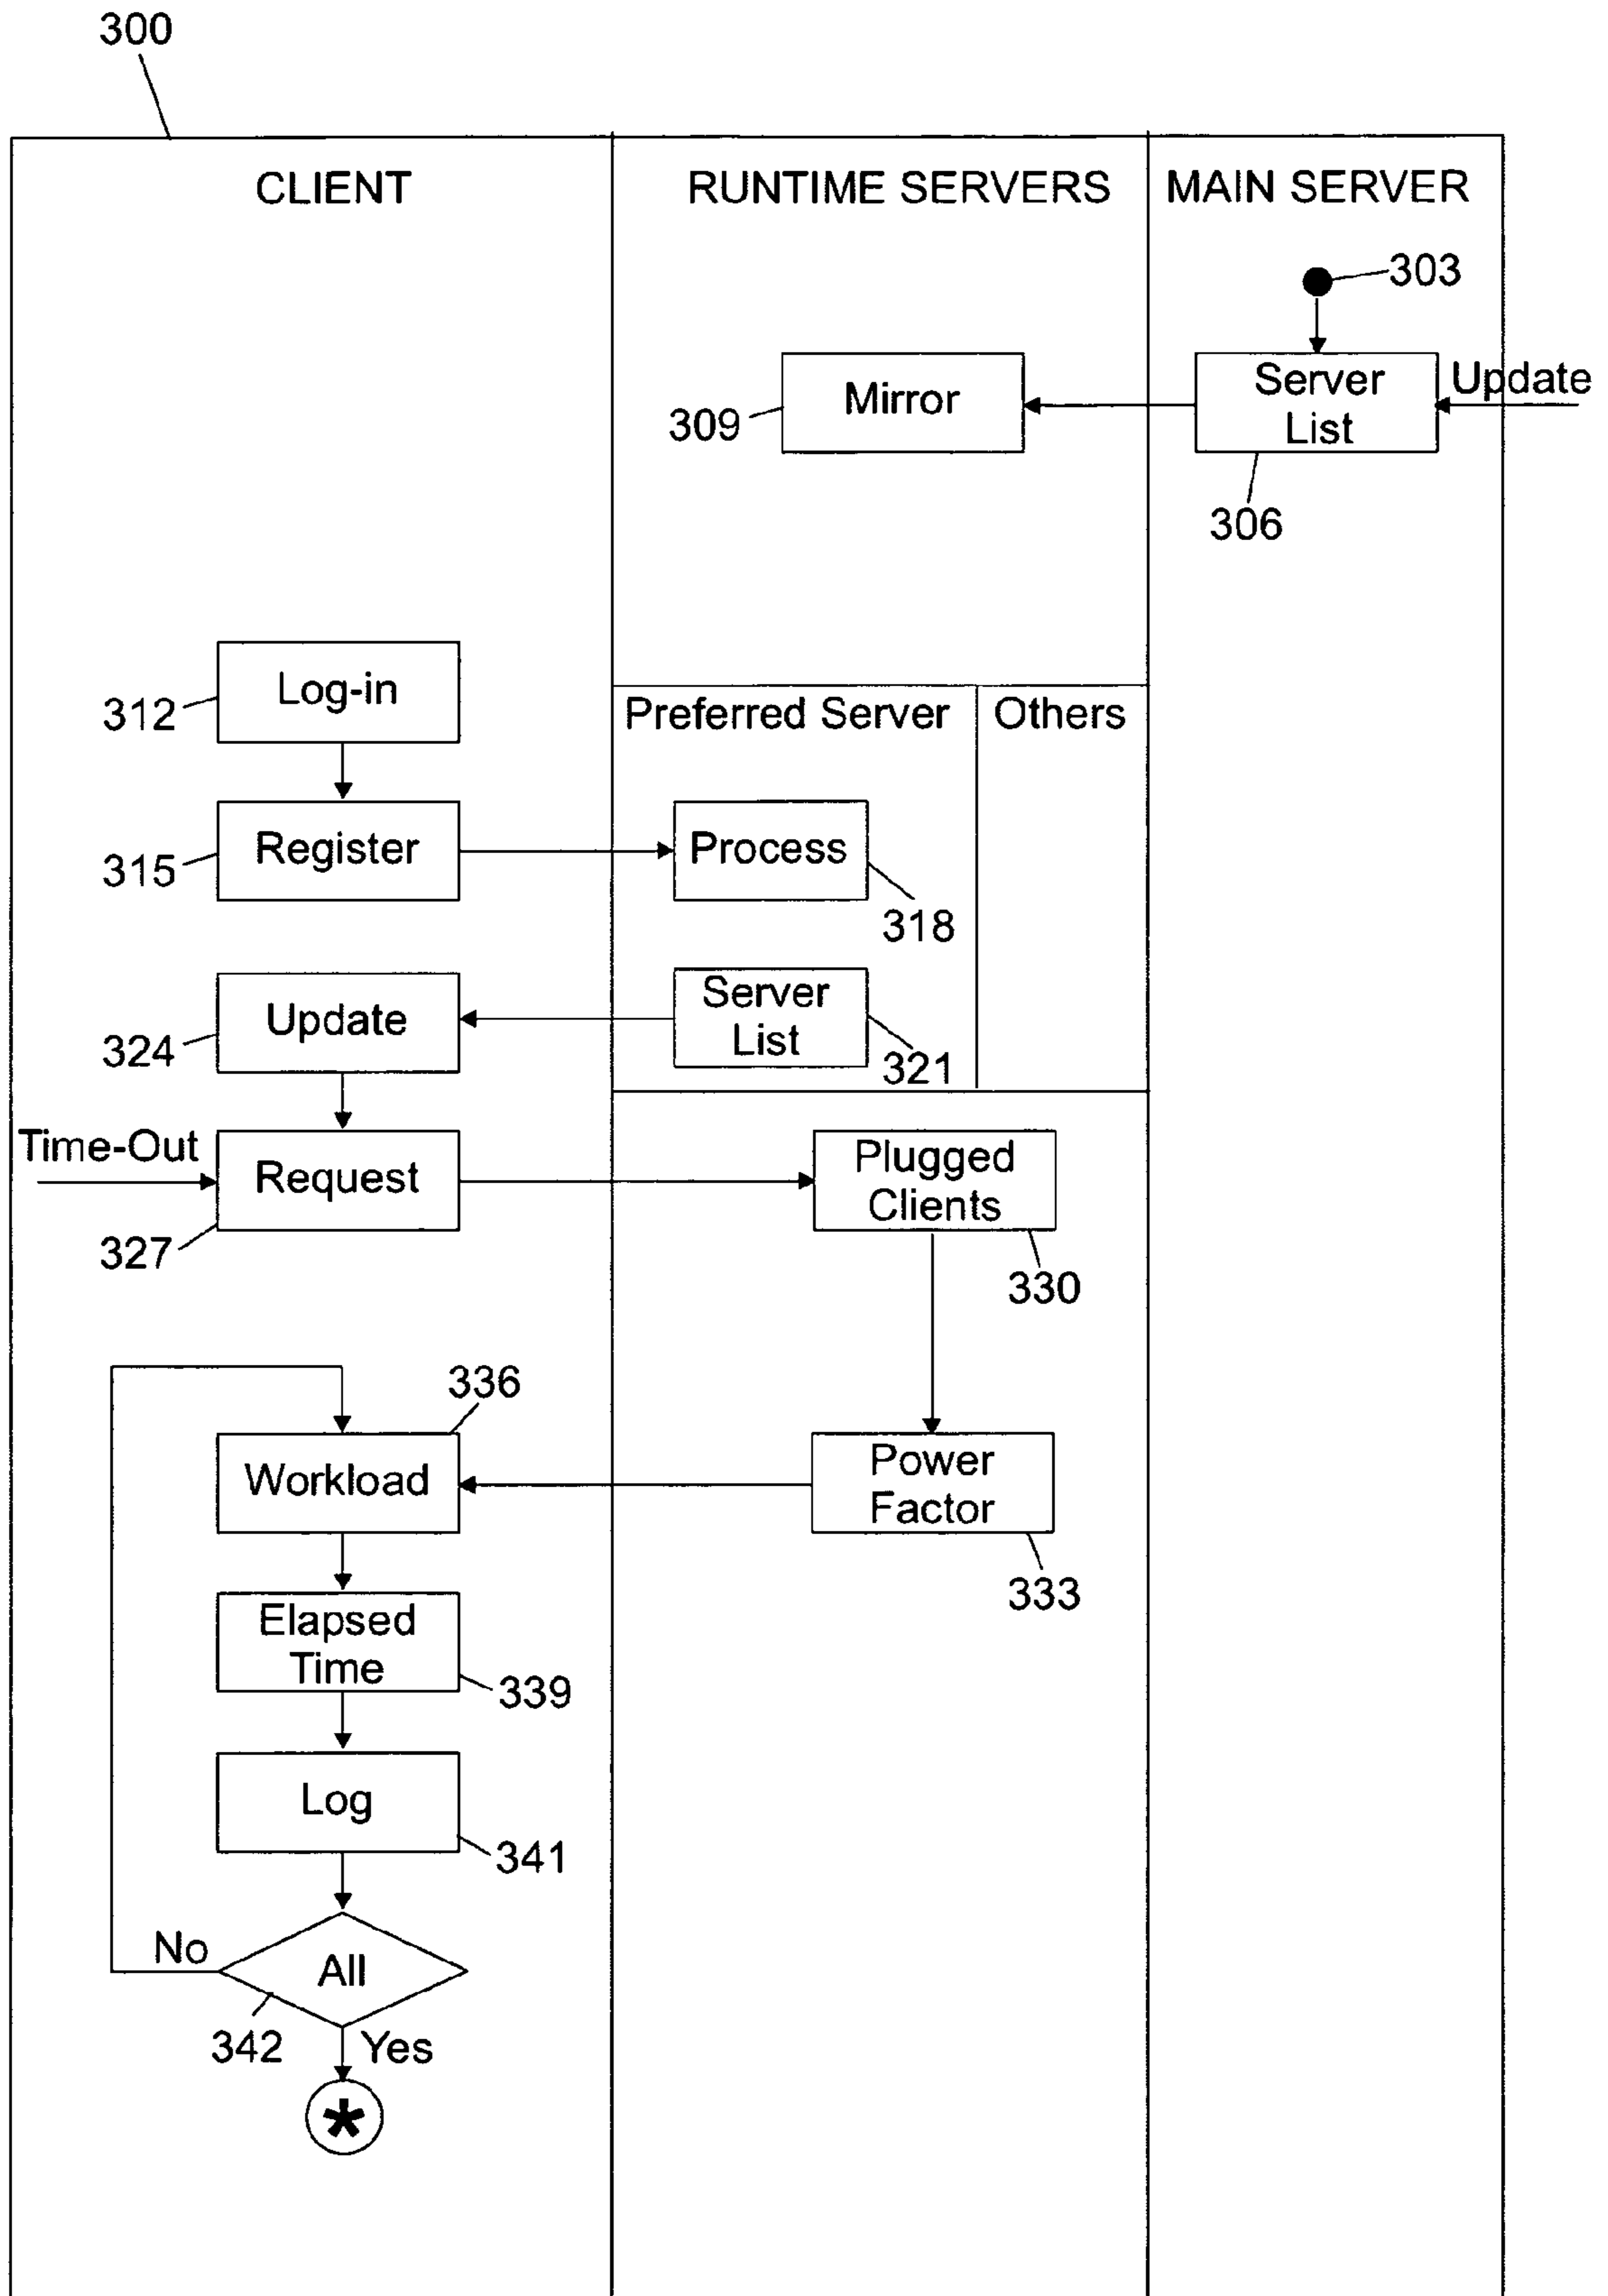 300
CLIENT
RUNTIME SERVERS
MAIN SERVER
303
Mirror
309
Server
List
Update
306
Log-in
312
Preferred Server
Others
Register
315
Process
318
Update
324
Server
List
321
Time-Out
Request
327
Plugged
Clients
330
336
Workload
Power
Factor
333
Elapsed
Time
339
Log
341
No
All
342
Yes
*